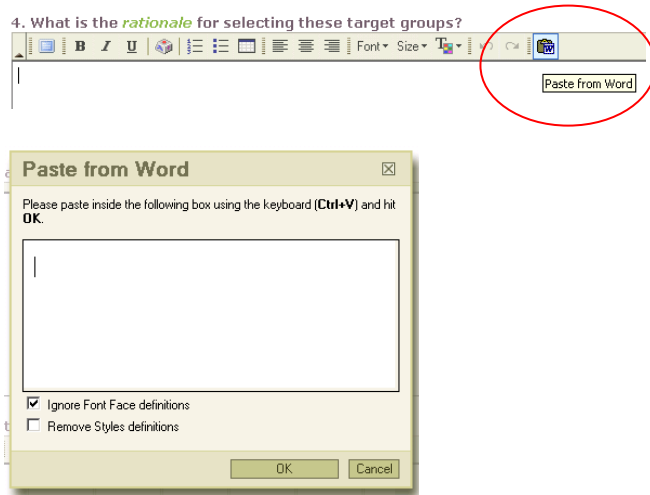 4. What is the rationale for selecting these target groups?
B I U Font Size T
Paste from Word
Paste from Word
Please paste inside the following box using the keyboard (Ctrl+V) and hit
OK.
Ignore Font Face definitions
Remove Styles definitions
OK Cancel